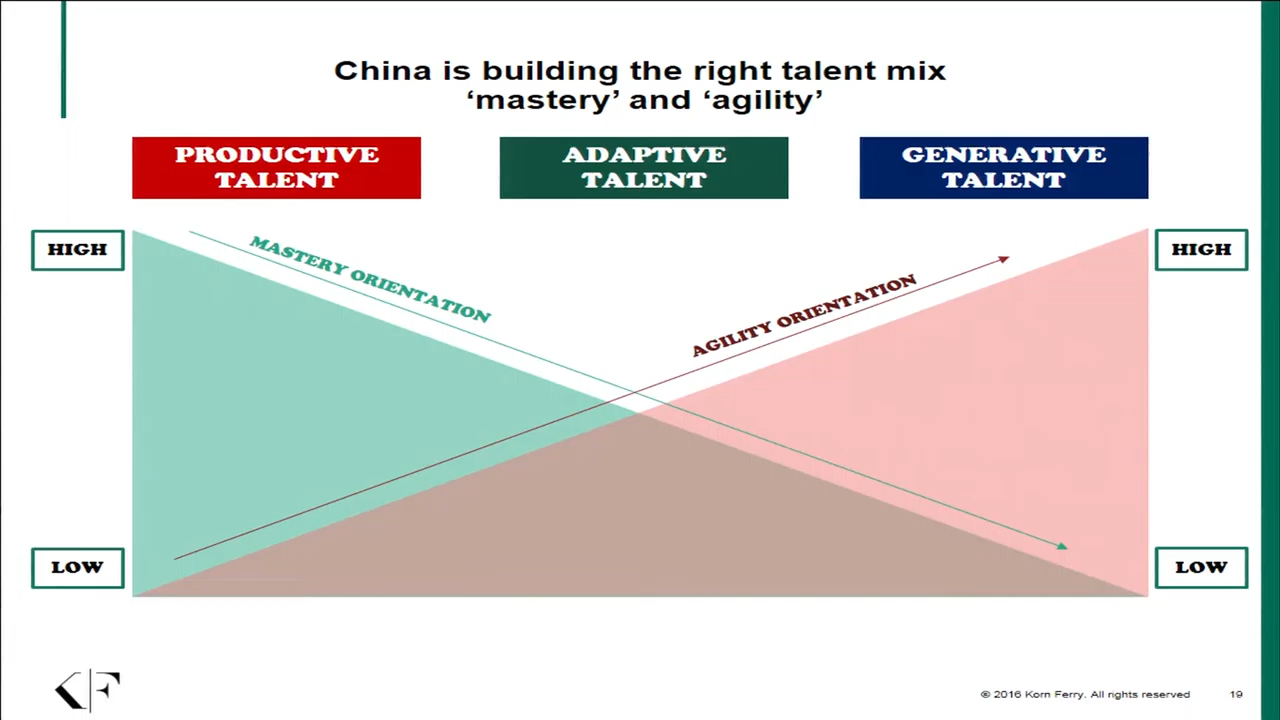 China is building the right talent mix
‘mastery’ and ‘agility’
PRODUCTIVE
TALENT
ADAPTIVE
TALENT
GENERATIVE
TALENT
HIGH
MASTERY ORIENTATION
AGILITY ORIENTATION
HIGH
LOW
LOW
KF
© 2016 Korn Ferry. All rights reserved
19